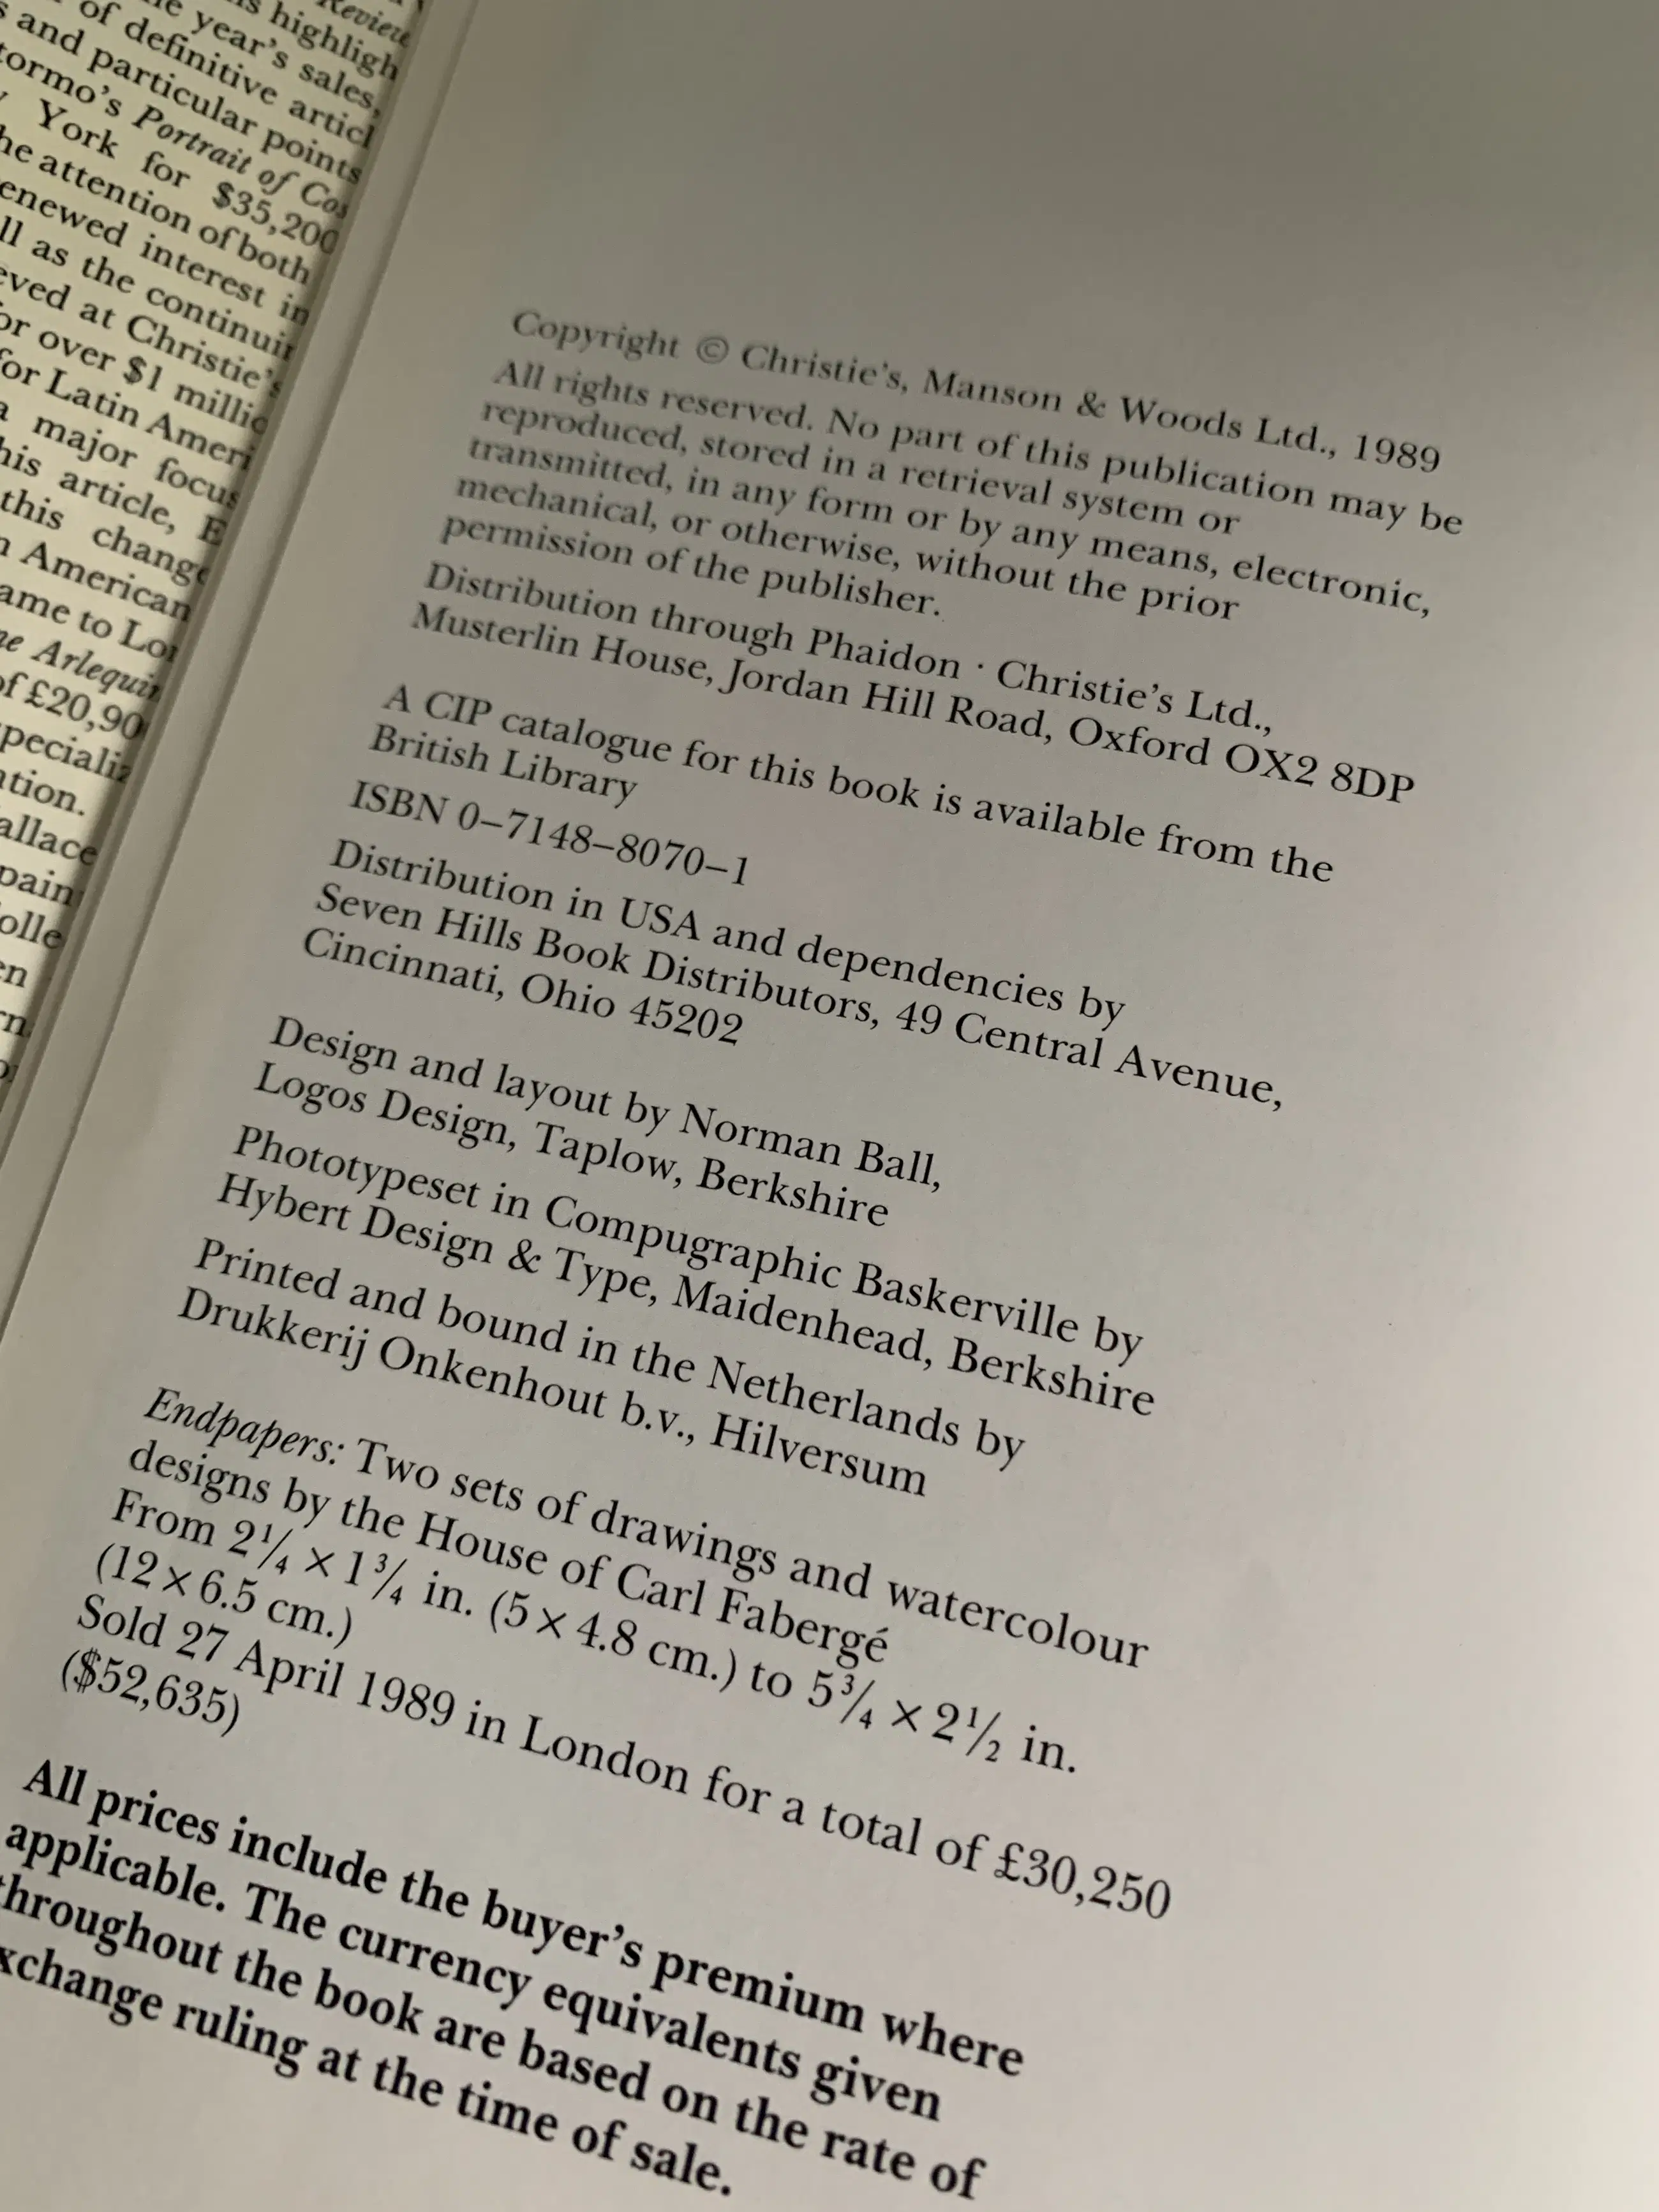 Review
highligh
year's sales,
of definitive articl
and particular points
Portrait of Cos
York for $35,200
attention of both
interest in
ll as the continuin
at Christie's
over $1 millio
for Latin Ameri
a major focus
article, E
this change
American
to Lon
Arlequin
of £20,90
specializ
allace
Copyright © Christie's, Manson & Woods Ltd., 1989
All rights reserved. No part of this publication may be
reproduced, stored in a retrieval system or
transmitted, in any form or by any means, electronic,
mechanical, or otherwise, without the prior
permission of the publisher.
Distribution through Phaidon · Christie's Ltd.,
Musterlin House, Jordan Hill Road, Oxford OX2 8DP
A CIP catalogue for this book is available from the
British Library
ISBN 0–7148–8070–1
Distribution in USA and dependencies by
Seven Hills Book Distributors, 49 Central Avenue,
Cincinnati, Ohio 45202
Design and layout by Norman Ball,
Logos Design, Taplow, Berkshire
Phototypeset in Compugraphic Baskerville by
Hybert Design & Type, Maidenhead, Berkshire
Printed and bound in the Netherlands by
Drukkerij Onkenhout b.v., Hilversum
Endpapers: Two sets of drawings and watercolour
designs by the House of Carl Fabergé
From 2¼ × 1¾ in. (5 × 4.8 cm.) to 5¾ × 2½ in.
(12 × 6.5 cm.)
Sold 27 April 1989 in London for a total of £30,250
($52,635)
All prices include the buyer's premium where
applicable. The currency equivalents given
throughout the book are based on the rate of
xchange ruling at the time of sale.